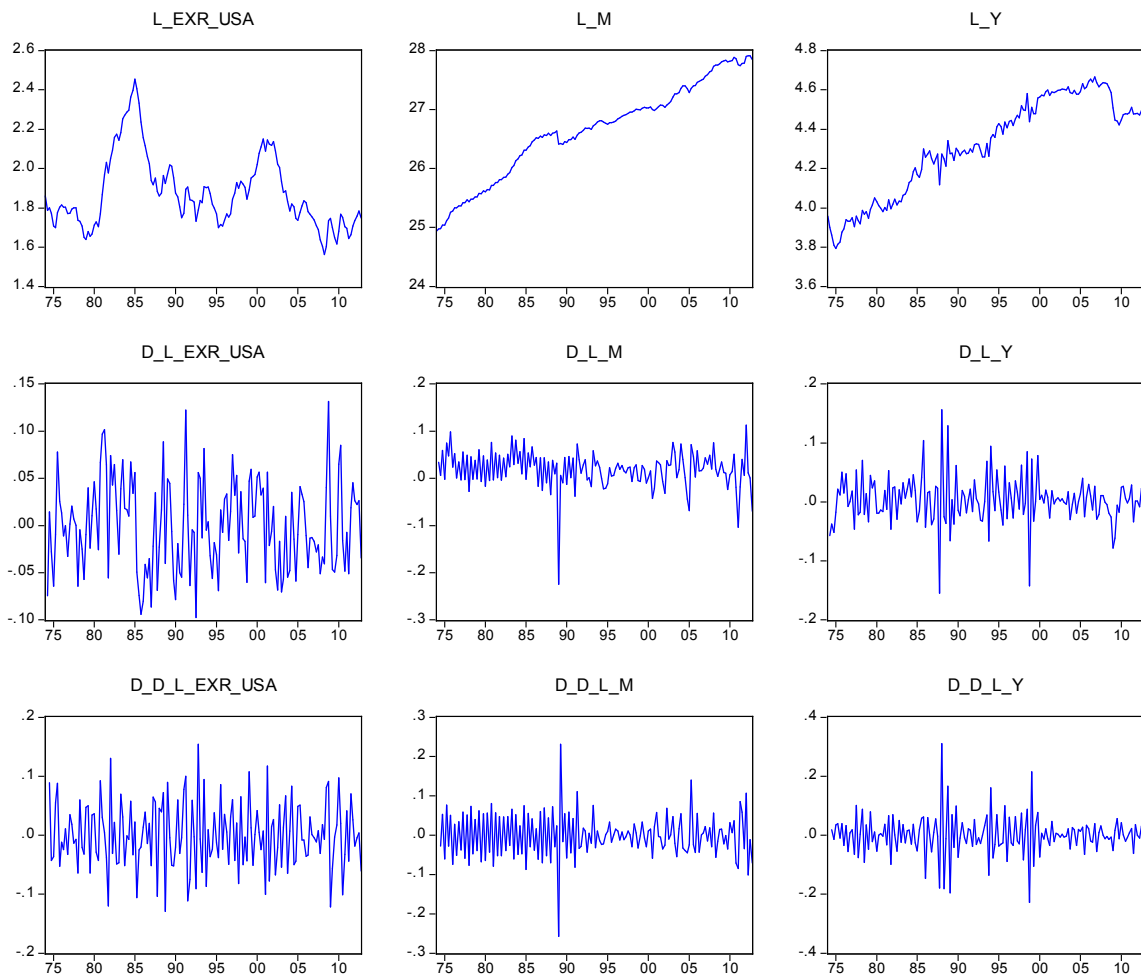 L_EXR_USA
2.6
2.4
2.2
2.0
1.8
1.6
1.4
75 80 85 90 95 00 05 10
L_M
28
27
26
25
24
75 80 85 90 95 00 05 10
L_Y
4.8
4.6
4.4
4.2
4.0
3.8
3.6
75 80 85 90 95 00 05 10
D_L_EXR_USA
.15
.10
.05
.00
-.05
-.10
75 80 85 90 95 00 05 10
D_L_M
.2
.1
.0
-.1
-.2
-.3
75 80 85 90 95 00 05 10
D_L_Y
.2
.1
.0
-.1
-.2
75 80 85 90 95 00 05 10
D_D_L_EXR_USA
.2
.1
.0
-.1
-.2
75 80 85 90 95 00 05 10
D_D_L_M
.3
.2
.1
.0
-.1
-.2
-.3
75 80 85 90 95 00 05 10
D_D_L_Y
.4
.2
.0
-.2
-.4
75 80 85 90 95 00 05 10